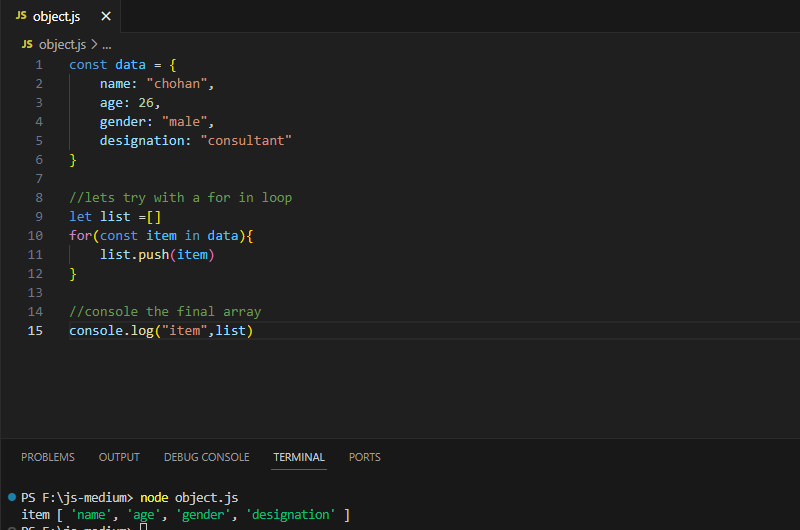 JS object.js ×
JS object.js > ...
1 const data = {
2     name: "chohan",
3     age: 26,
4     gender: "male",
5     designation: "consultant"
6 }
7
8 //lets try with a for in loop
9 let list =[]
10 for(const item in data){
11     list.push(item)
12 }
13
14 //console the final array
15 console.log("item",list)
PROBLEMS OUTPUT DEBUG CONSOLE TERMINAL PORTS
PS F:\js-medium> node object.js
item [ 'name', 'age', 'gender', 'designation' ]
PS F:\js-medium>